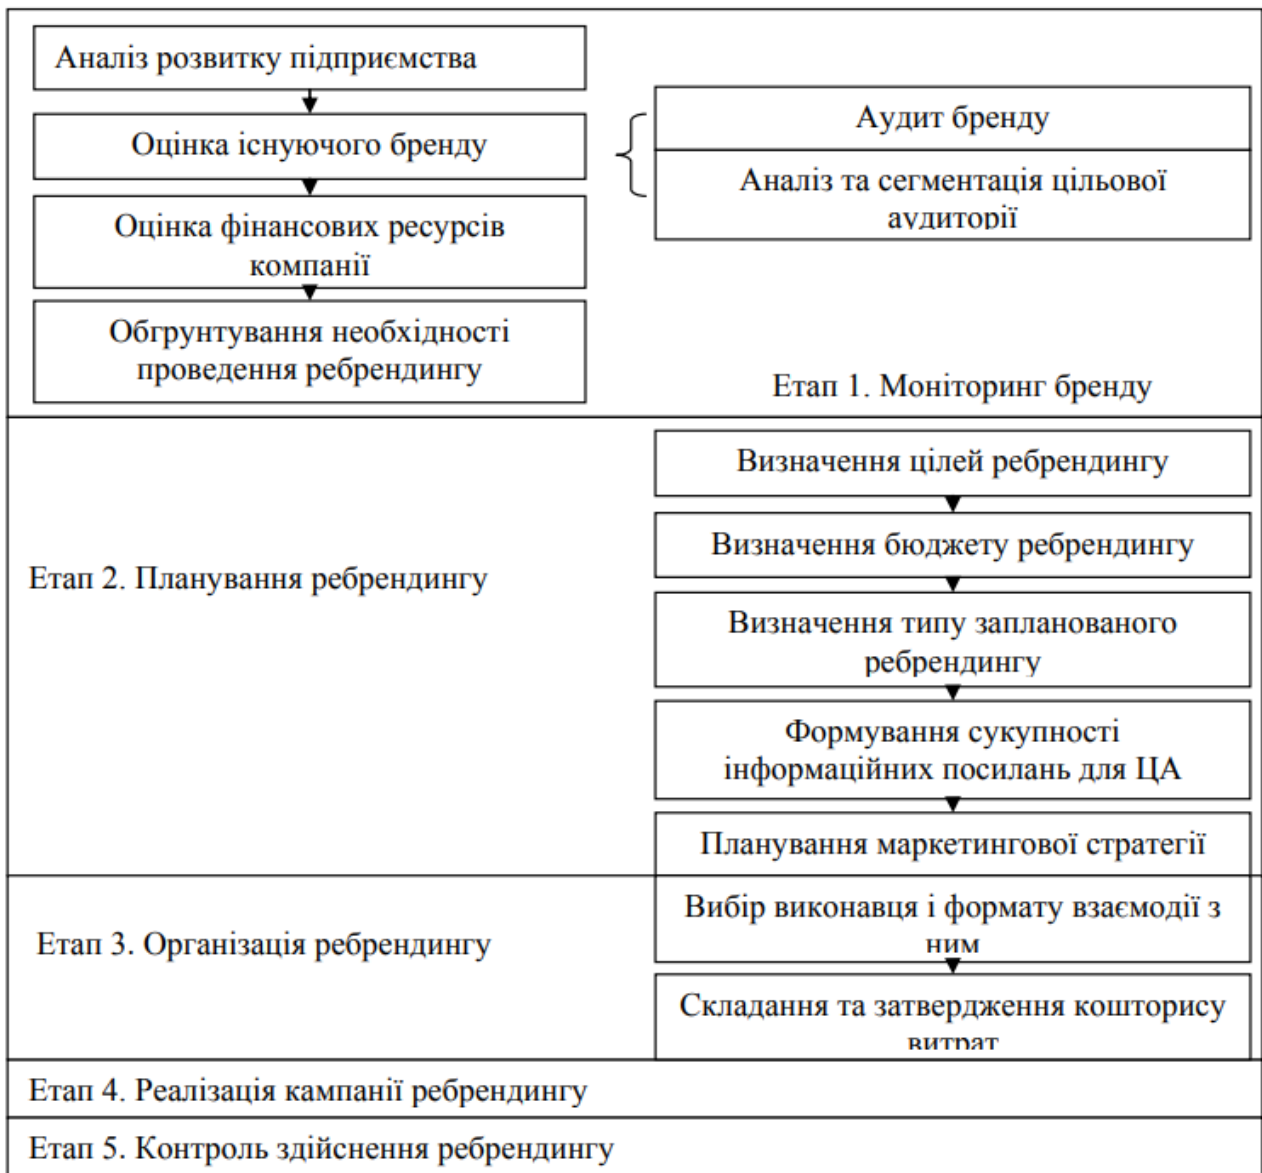 Аналіз розвитку підприємства
Оцінка існуючого бренду
Оцінка фінансових ресурсів
компанії
Обгрунтування необхідності
проведення ребрендингу
Аудит бренду
Аналіз та сегментація цільової
аудиторії
Етап 1. Моніторинг бренду
Етап 2. Планування ребрендингу
Визначення цілей ребрендингу
Визначення бюджету ребрендингу
Визначення типу запланованого
ребрендингу
Формування сукупності
інформаційних посилань для ЦА
Планування маркетингової стратегії
Етап 3. Організація ребрендингу
Вибір виконавця і формату взаємодії з
ним
Складання та затвердження кошторису
витрат
Етап 4. Реалізація кампанії ребрендингу
Етап 5. Контроль здійснення ребрендингу